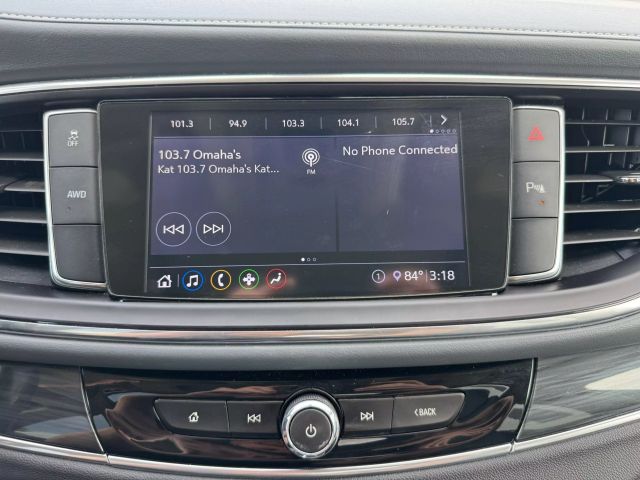 101.3 94.9 103.3 104.1 105.7
103.7 Omaha's
Kat 103.7 Omaha's Kat...
FM
No Phone Connected
OFF
AWD
P
1 84° 3:18
BACK